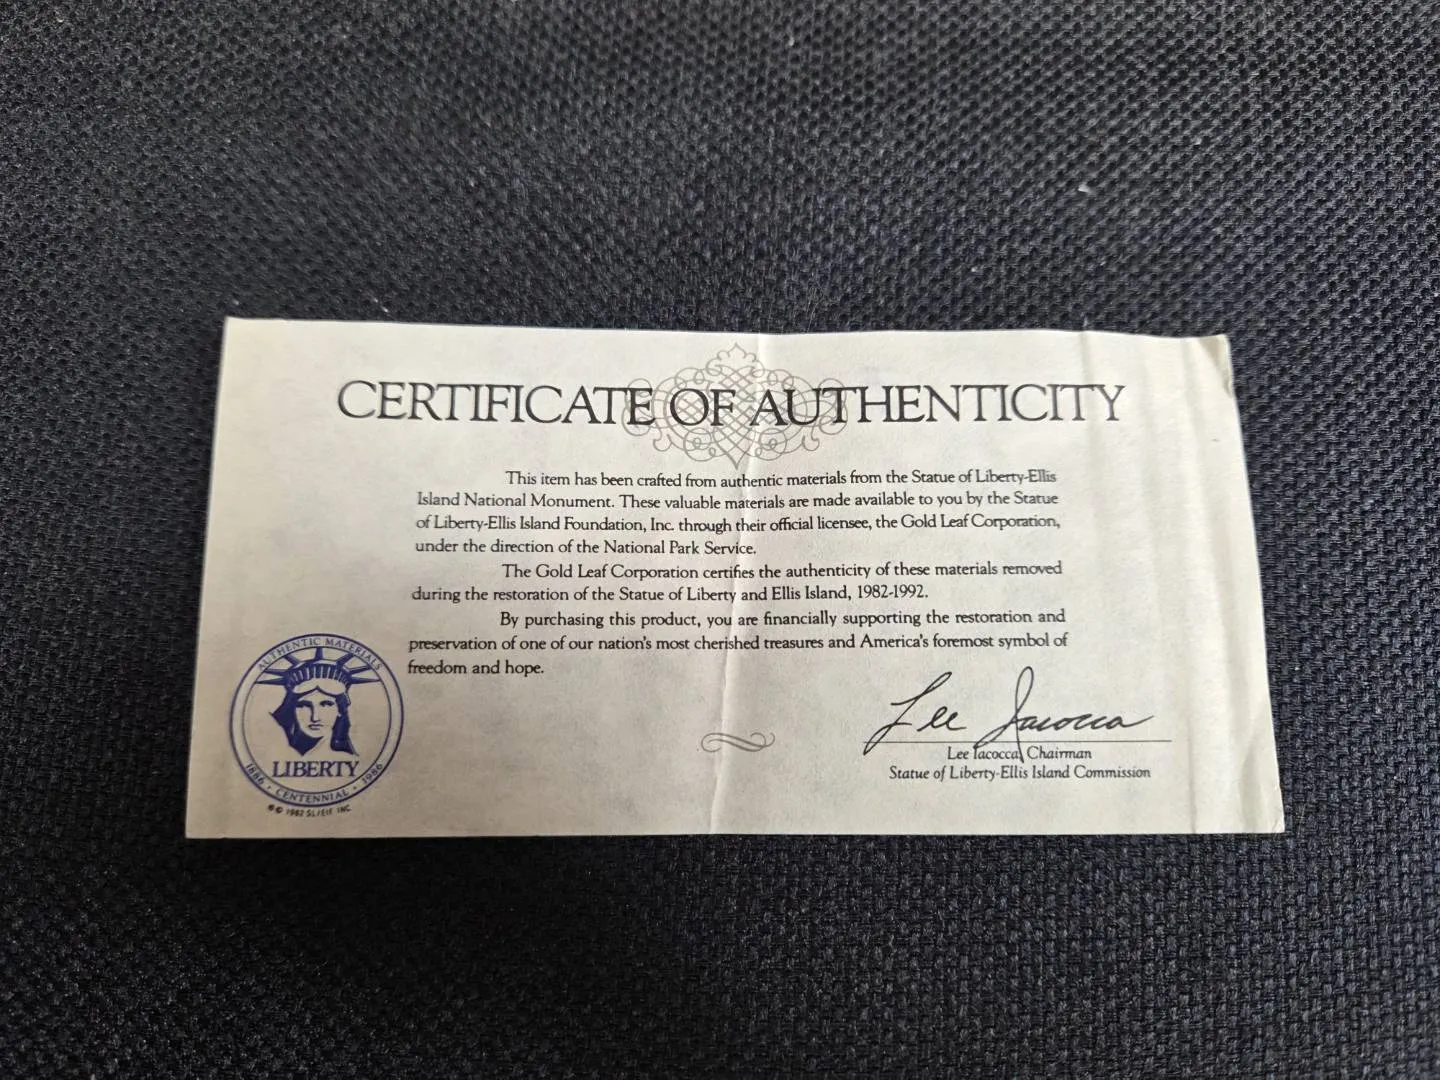 CERTIFICATE OF AUTHENTICITY
This item has been crafted from authentic materials from the Statue of Liberty-Ellis
Island National Monument. These valuable materials are made available to you by the Statue
of Liberty-Ellis Island Foundation, Inc. through their official licensee, the Gold Leaf Corporation,
under the direction of the National Park Service.
The Gold Leaf Corporation certifies the authenticity of these materials removed
during the restoration of the Statue of Liberty and Ellis Island, 1982-1992.
By purchasing this product, you are financially supporting the restoration and
preservation of one of our nation's most cherished treasures and America's foremost symbol of
freedom and hope.
AUTHENTIC MATERIALS
LIBERTY
1886 • CENTENNIAL • 1986
® © 1982 SL/EIF INC.
Lee Iacocca
Lee Iacocca, Chairman
Statue of Liberty-Ellis Island Commission